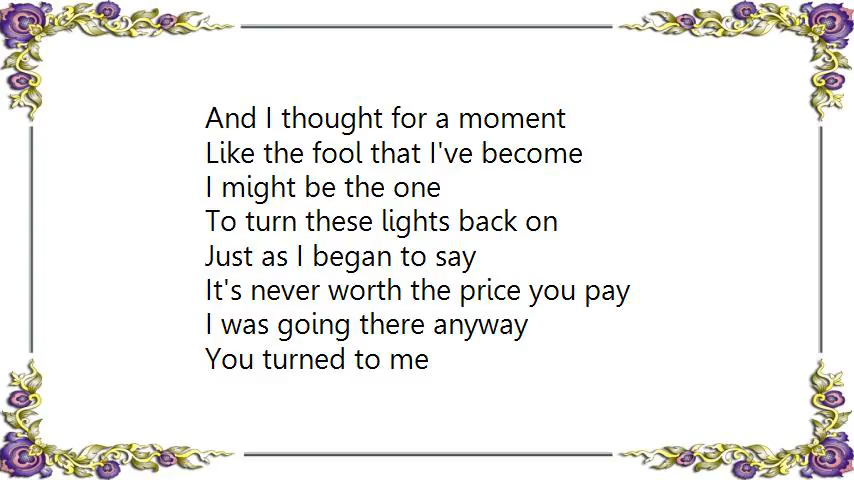 And I thought for a moment
Like the fool that I've become
I might be the one
To turn these lights back on
Just as I began to say
It's never worth the price you pay
I was going there anyway
You turned to me